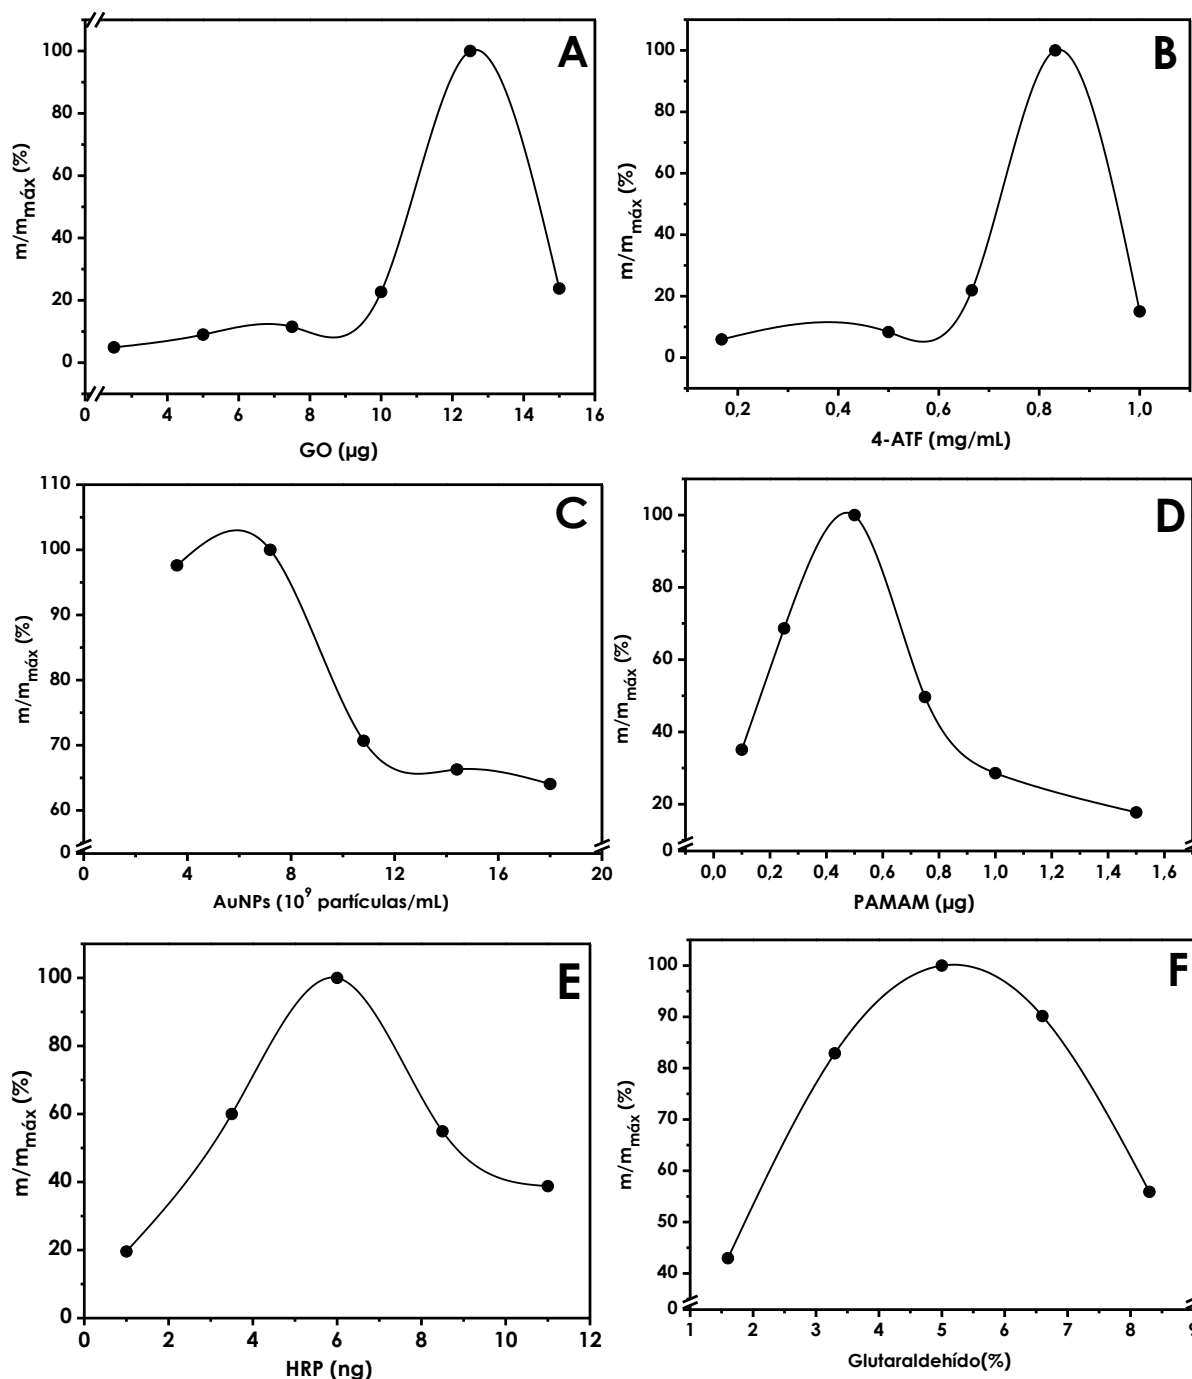 A
m/mmáx (%)
100
80
60
40
20
0
0 4 6 8 10 12 14 16
GO (µg)
B
m/mmáx (%)
100
80
60
40
20
0
0,2 0,4 0,6 0,8 1,0
4-ATF (mg/mL)
C
m/mmáx (%)
110
100
90
80
70
60
0
0 4 8 12 16 20
AuNPs (10⁹ partículas/mL)
D
m/mmáx (%)
100
80
60
40
20
0
0,0 0,2 0,4 0,6 0,8 1,0 1,2 1,4 1,6
PAMAM (µg)
E
m/mmáx (%)
100
80
60
40
20
0
0 2 4 6 8 10 12
HRP (ng)
F
m/mmáx (%)
100
90
80
70
60
50
40
0
1 2 3 4 5 6 7 8 9
Glutaraldehído(%)